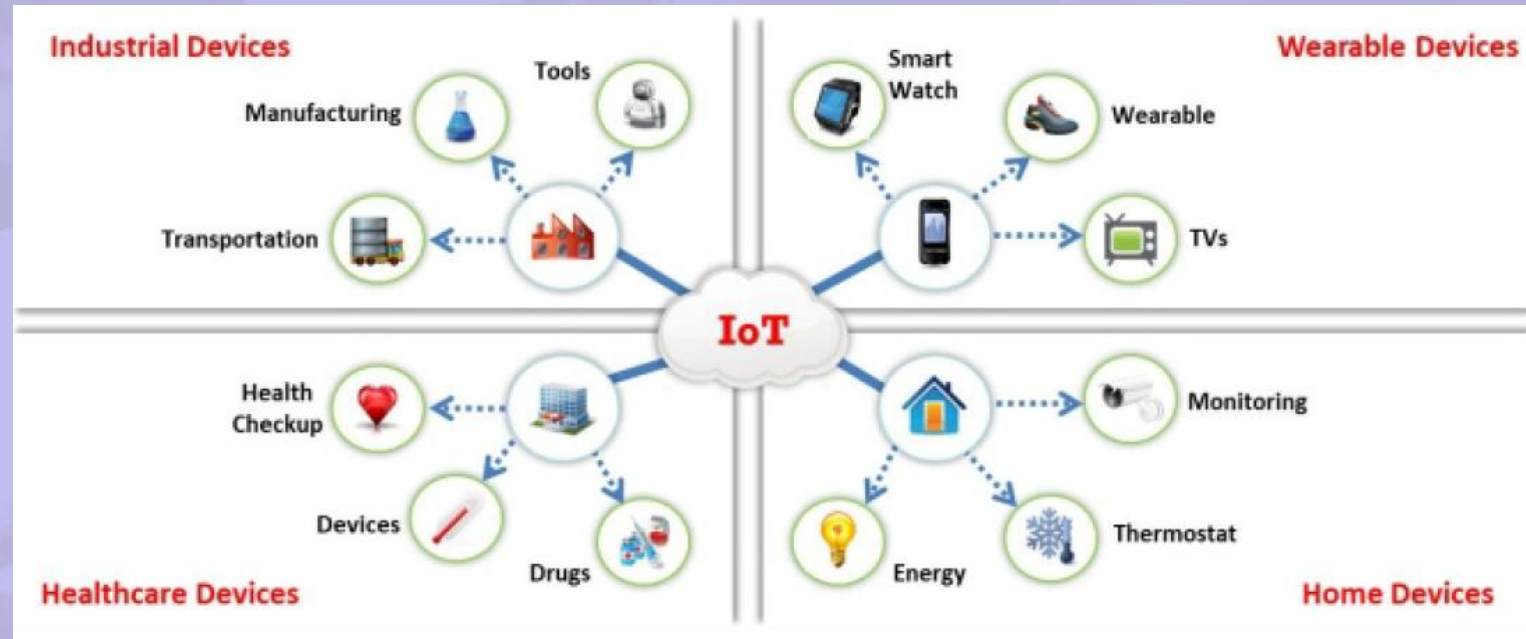 Industrial Devices
Tools
Manufacturing
Transportation
Wearable Devices
Smart
Watch
Wearable
TVs
IoT
Health
Checkup
Devices
Drugs
Healthcare Devices
Monitoring
Thermostat
Energy
Home Devices